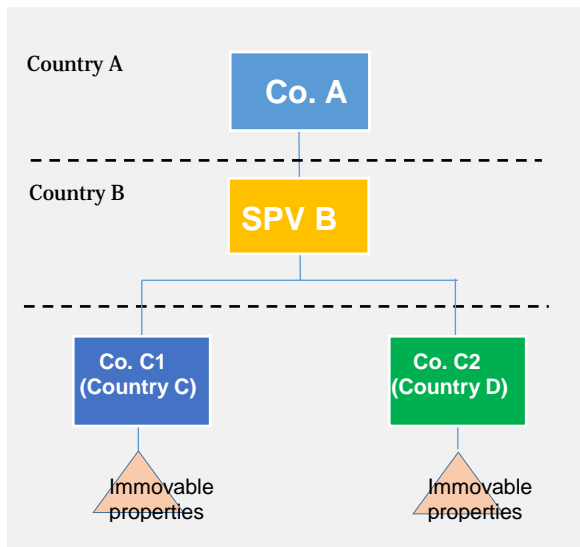 Country A
Co. A
Country B
SPV B
Co. C1
(Country C)
Co. C2
(Country D)
Immovable
properties
Immovable
properties